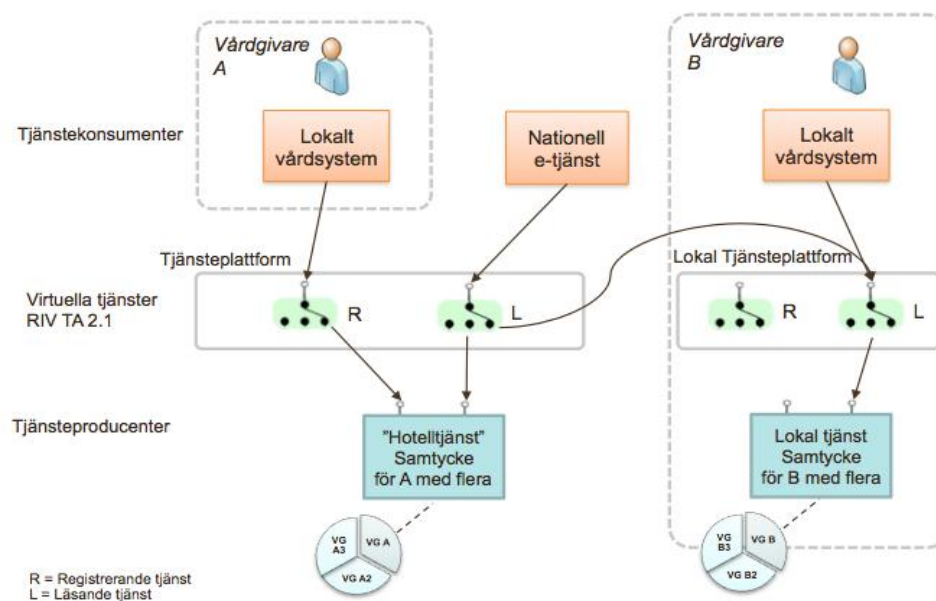 Vårdgivare
A
Vårdgivare
B
Tjänstekonsumenter
Lokalt
vårdsystem
Nationell
e-tjänst
Lokalt
vårdsystem
Tjänsteplattform
Lokal Tjänsteplattform
Virtuella tjänster
RIV TA 2.1
R
L
R
L
Tjänsteproducenter
"Hotelltjänst"
Samtycke
för A med flera
Lokal tjänst
Samtycke
för B med flera
VG
A3
VG A
VG A2
VG
B3
VG B
VG B2
R = Registrerande tjänst
L = Läsande tjänst